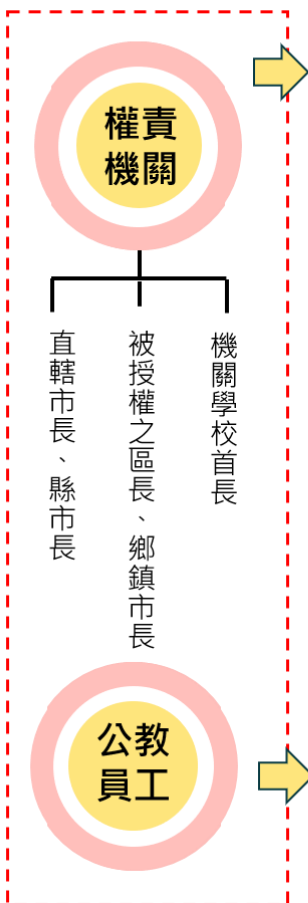 權責
機關
直轄市長、縣市長
被授權之區長、鄉鎮市長
機關學校首長
公教
員工